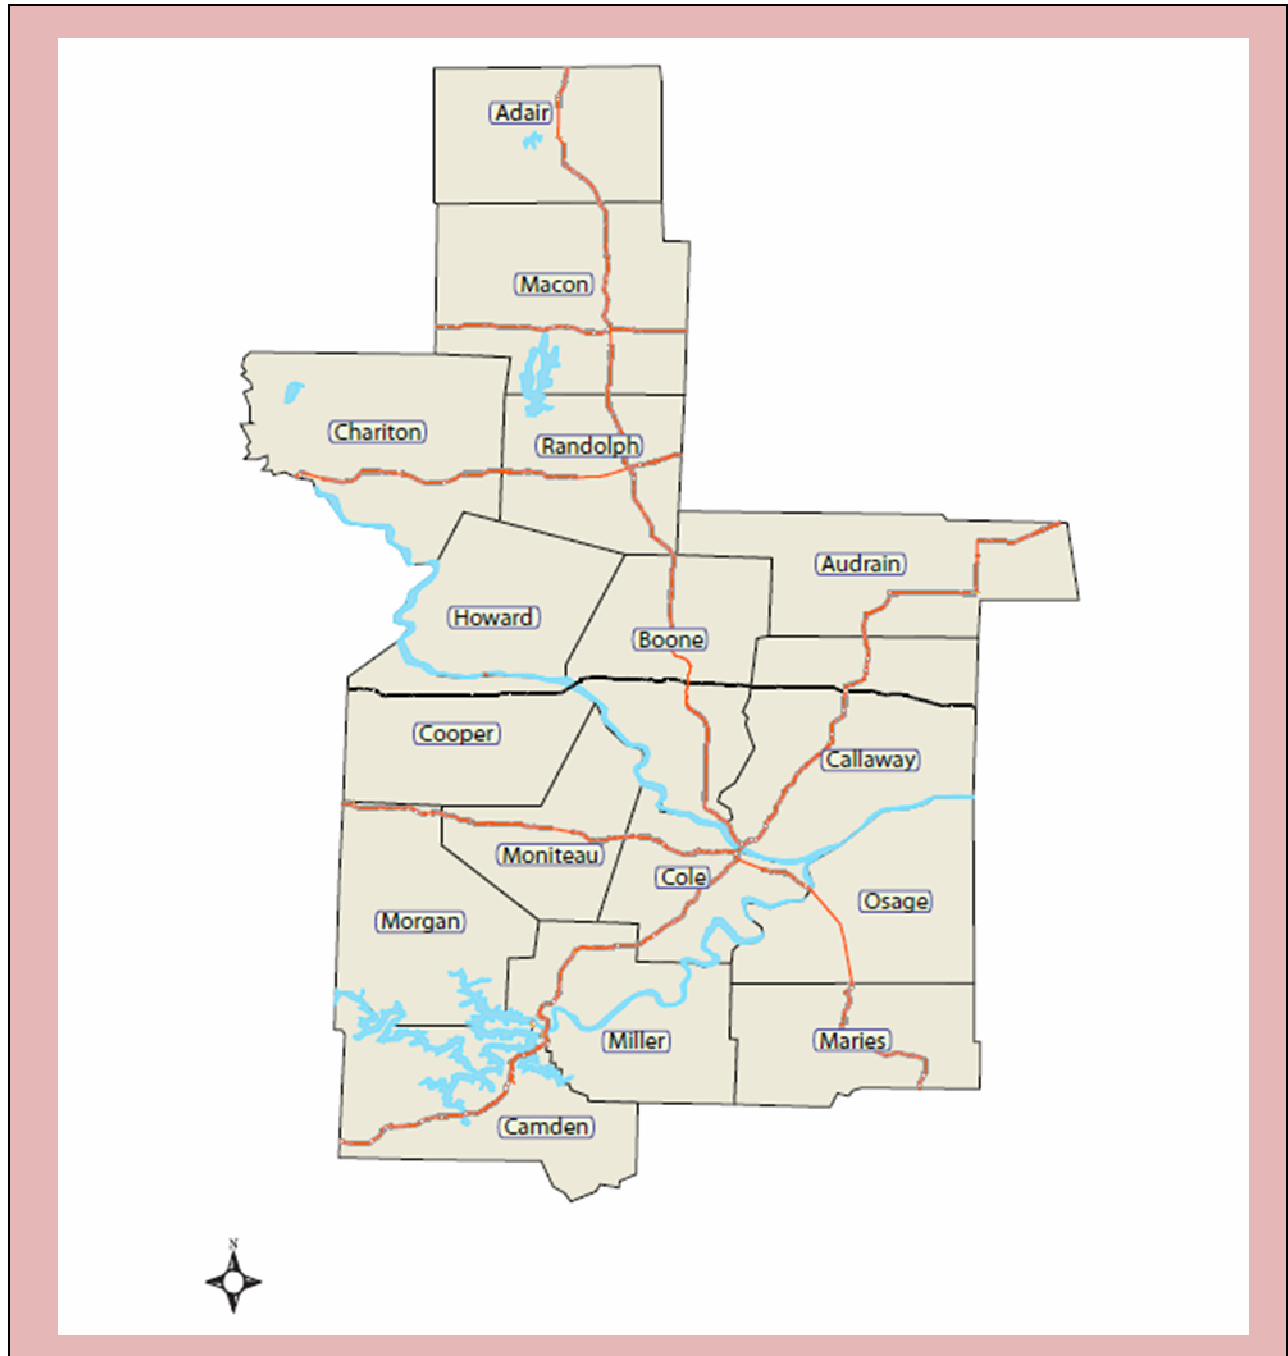 Adair
Macon
Chariton
Randolph
Audrain
Howard
Boone
Cooper
Callaway
Moniteau
Cole
Osage
Morgan
Miller
Maries
Camden
N